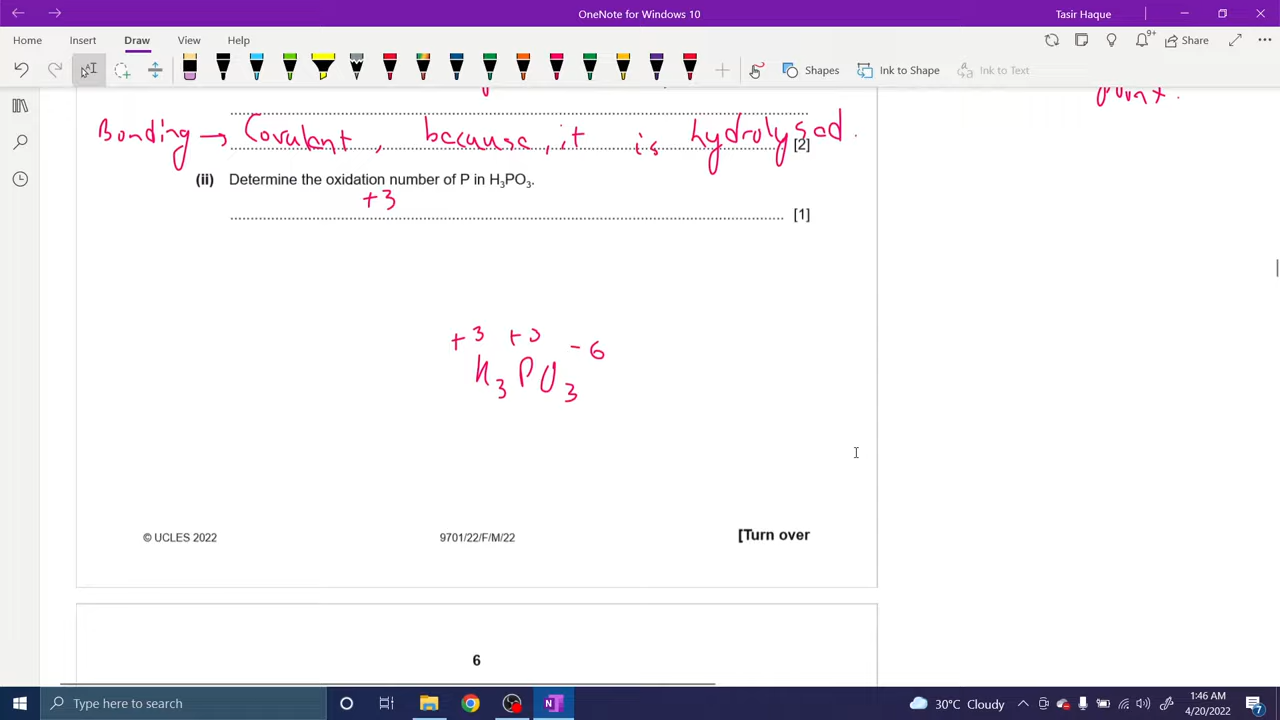 OneNote for Windows 10
Tasir Haque
Home Insert Draw View Help
Share
Shapes Ink to Shape Ink to Text
Bonding → Covalant, because, it is hydrolysed.
[2]
(ii) Determine the oxidation number of P in H₃PO₃.
+3
[1]
+3 +3 -6
H₃PO₃
© UCLES 2022 9701/22/F/M/22 [Turn over
6
Type here to search
30°C Cloudy
1:46 AM
4/20/2022
7